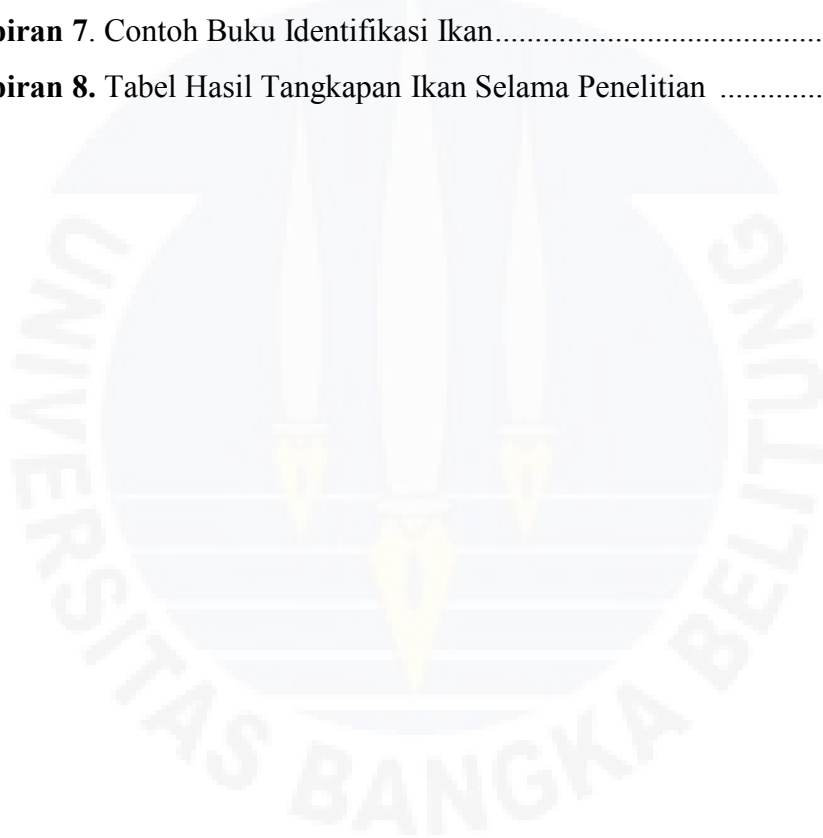 piran 7. Contoh Buku Identifikasi Ikan.........................................
piran 8. Tabel Hasil Tangkapan Ikan Selama Penelitian .............
UNIVERSITAS BANGKA BELITUNG